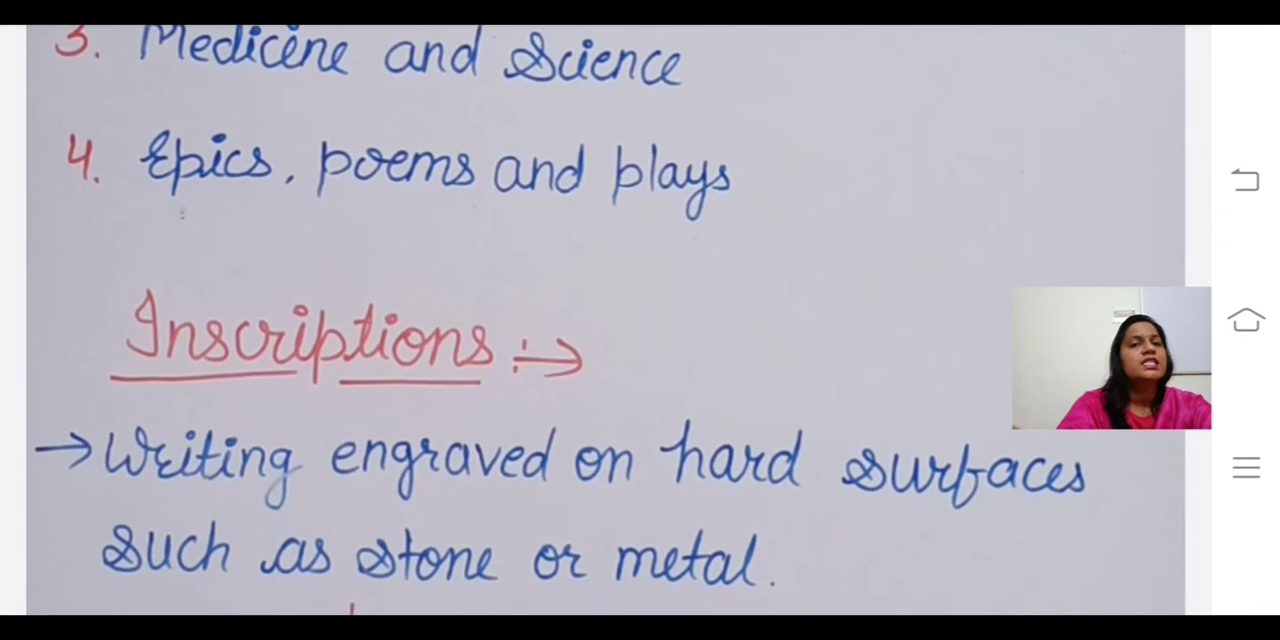 3. Medicine and Science
4. Epics, poems and plays
Inscriptions :→
→ Writing engraved on hard surfaces
such as stone or metal.